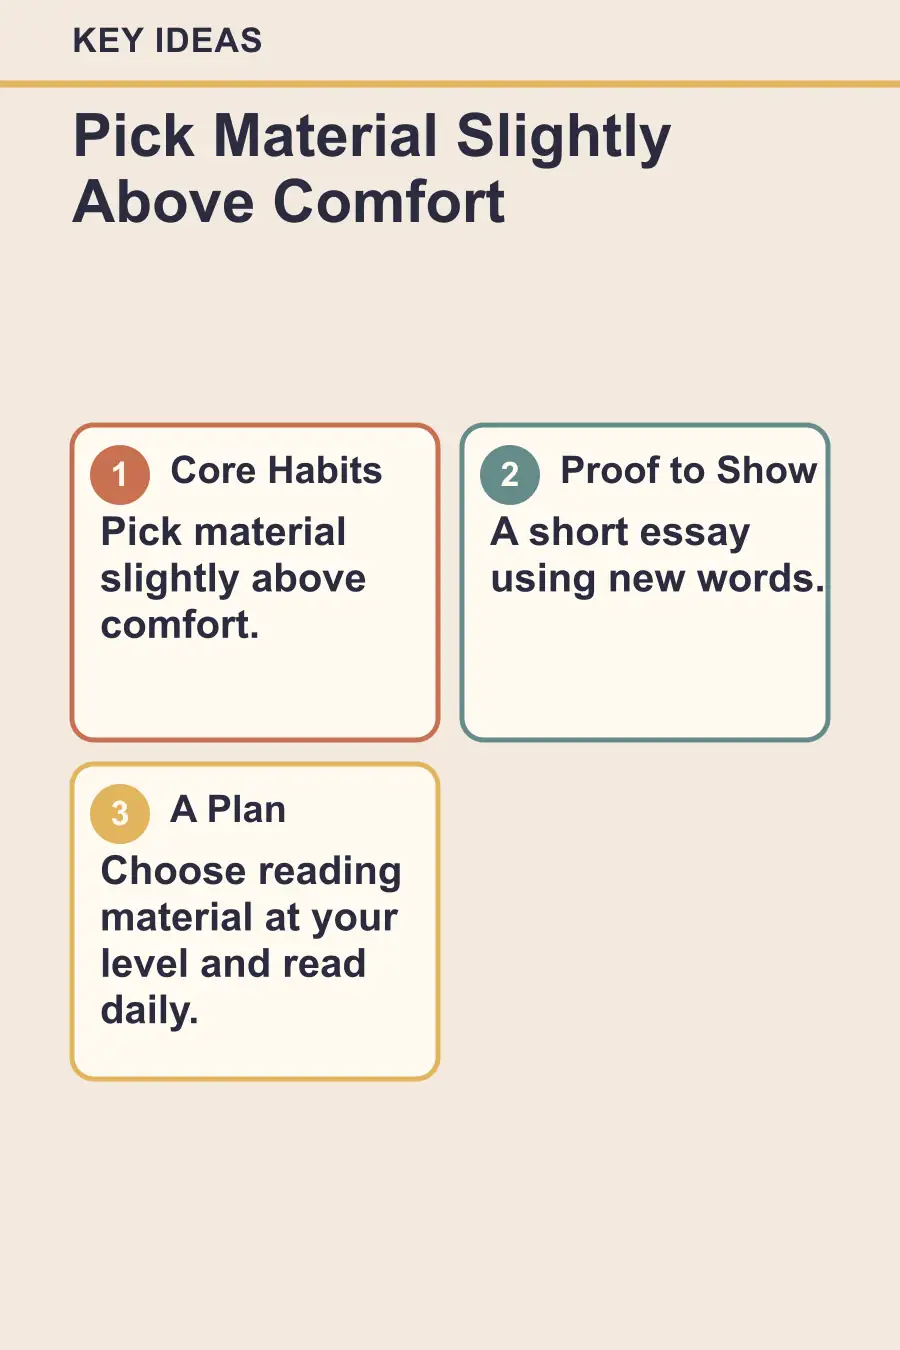 KEY IDEAS
Pick Material Slightly
Above Comfort
1 Core Habits
Pick material
slightly above
comfort.
2 Proof to Show
A short essay
using new words.
3 A Plan
Choose reading
material at your
level and read
daily.